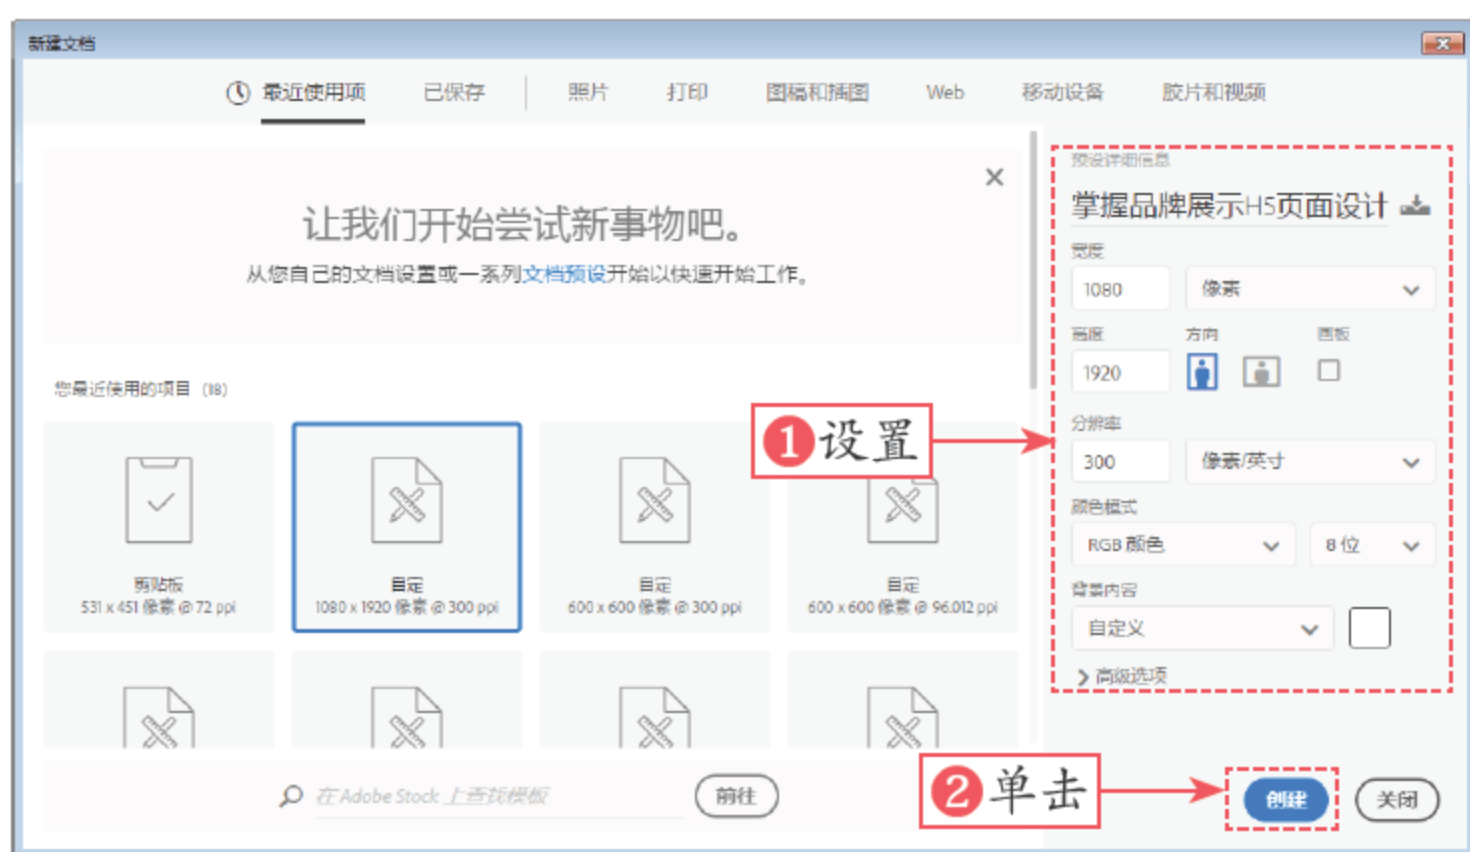 新建文档
最近使用项 已保存 照片 打印 图稿和插图 Web 移动设备 胶片和视频
让我们开始尝试新事物吧。
从您自己的文档设置或一系列文档预设开始以快速开始工作。
您最近使用的项目 (18)
剪贴板
531 x 451 像素 @ 72 ppi
自定
1080 x 1920 像素 @ 300 ppi
自定
600 x 600 像素 @ 300 ppi
自定
600 x 600 像素 @ 96.012 ppi
在 Adobe Stock 上查找模板
前往
预设详细信息
掌握品牌展示H5页面设计
宽度
1080 像素
高度 方向 画板
1920
分辨率
300 像素/英寸
颜色模式
RGB 颜色 8 位
背景内容
自定义
高级选项
1 设置
2 单击
创建 关闭